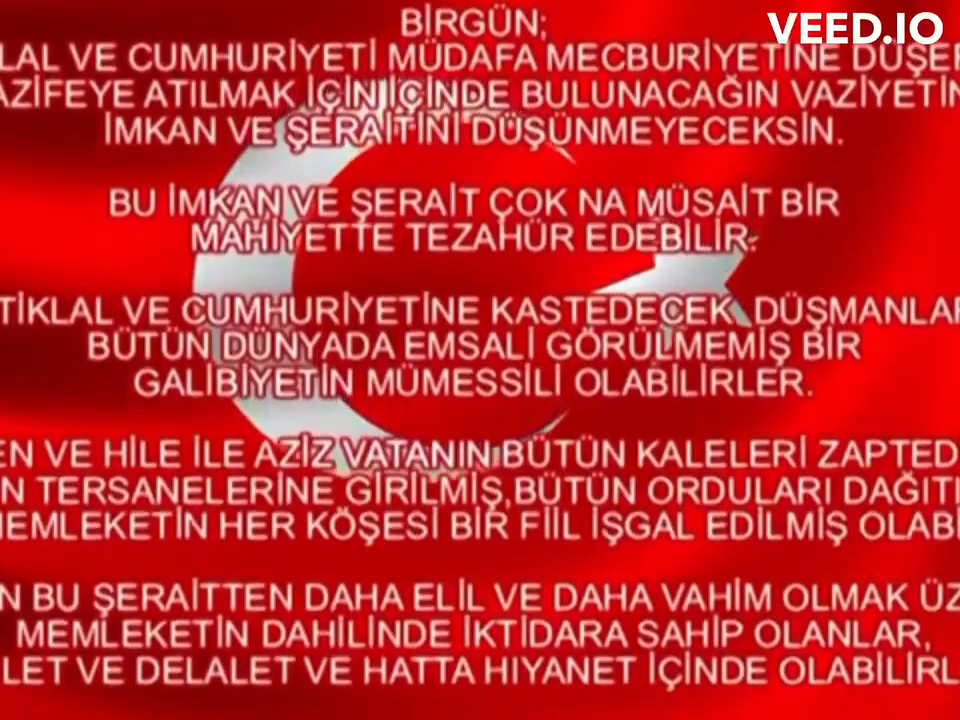 VEED.IO
BİRGÜN;
LAL VE CUMHURİYETİ MÜDAFA MECBURİYETİNE DÜŞER
AZİFEYE ATILMAK İÇİN İÇİNDE BULUNACAĞIN VAZİYETİN
İMKAN VE ŞERAİTİNİ DÜŞÜNMEYECEKSİN.
BU İMKAN VE ŞERAİT ÇOK NA MÜSAİT BİR
MAHİYETTE TEZAHÜR EDEBİLİR.
TİKLAL VE CUMHURİYETİNE KASTEDECEK DÜŞMANLAR
BÜTÜN DÜNYADA EMSALİ GÖRÜLMEMİŞ BİR
GALİBİYETİN MÜMESSİLİ OLABİLİRLER.
EN VE HİLE İLE AZİZ VATANIN BÜTÜN KALELERİ ZAPTED
N TERSANELERİNE GİRİLMİŞ,BÜTÜN ORDULARI DAĞITI
MEMLEKETİN HER KÖŞESİ BİR FİİL İŞGAL EDİLMİŞ OLABİ
N BU ŞERAİTTEN DAHA ELİL VE DAHA VAHİM OLMAK ÜZ
MEMLEKETİN DAHİLİNDE İKTİDARA SAHİP OLANLAR,
LET VE DELALET VE HATTA HIYANET İÇİNDE OLABİLİRL